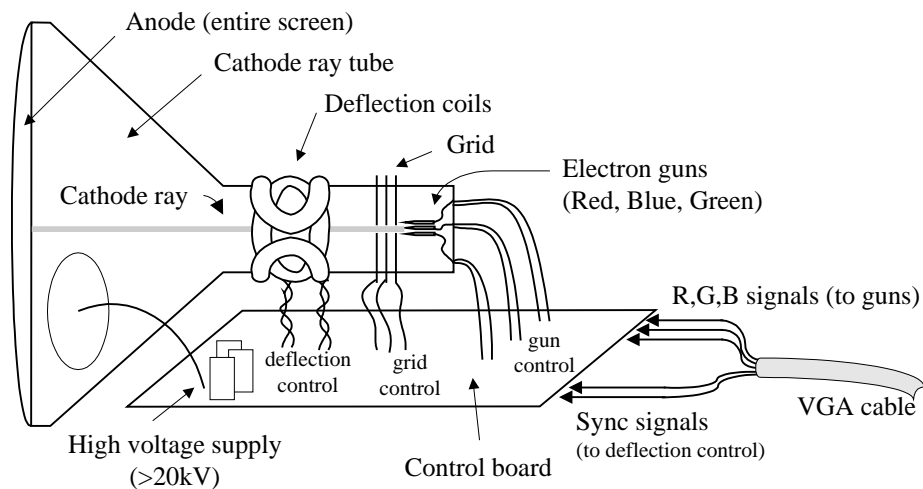 Anode (entire screen)
Cathode ray tube
Deflection coils
Grid
Electron guns
(Red, Blue, Green)
Cathode ray
R,G,B signals (to guns)
deflection
control
grid
control
gun
control
VGA cable
High voltage supply
(>20kV)
Control board
Sync signals
(to deflection control)